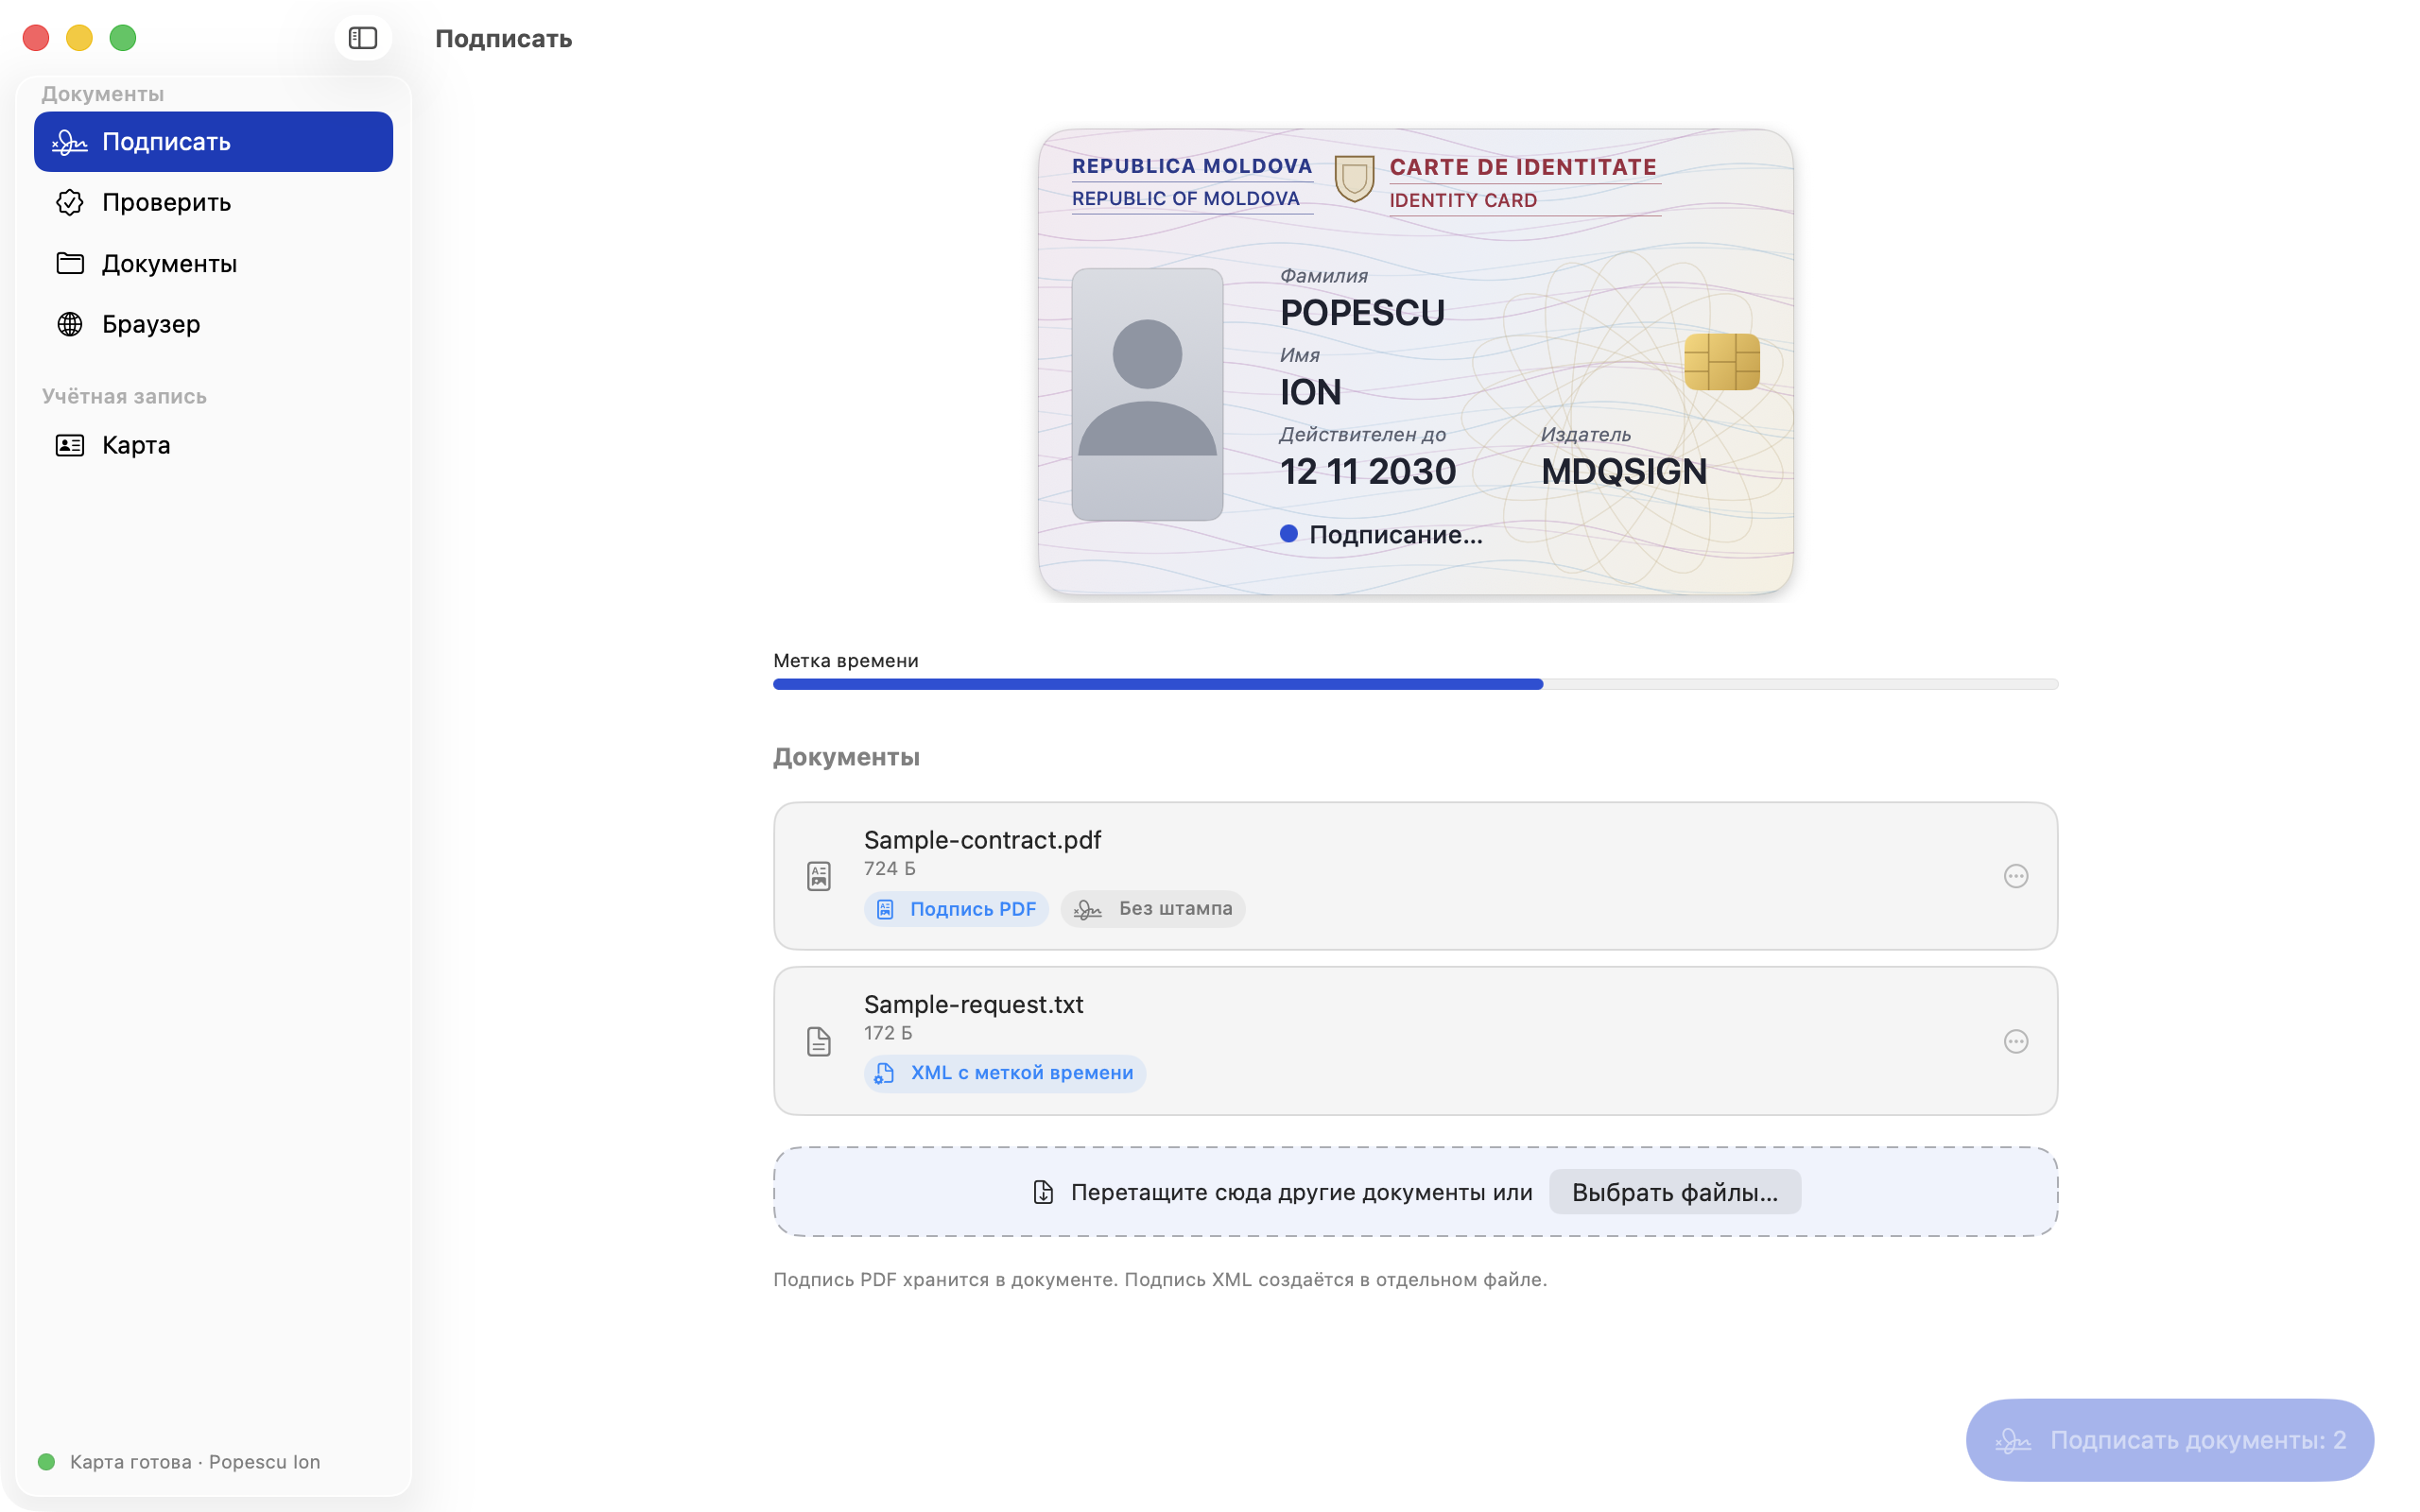 Подписать
Документы
Подписать
Проверить
Документы
Браузер
Учётная запись
Карта
Карта готова · Popescu Ion
REPUBLICA MOLDOVA
REPUBLIC OF MOLDOVA
CARTE DE IDENTITATE
IDENTITY CARD
Фамилия
POPESCU
Имя
ION
Действителен до
12 11 2030
Издатель
MDQSIGN
Подписание...
Метка времени
Документы
Sample-contract.pdf
724 Б
Подпись PDF
Без штампа
Sample-request.txt
172 Б
XML с меткой времени
Перетащите сюда другие документы или
Выбрать файлы...
Подпись PDF хранится в документе. Подпись XML создаётся в отдельном файле.
Подписать документы: 2